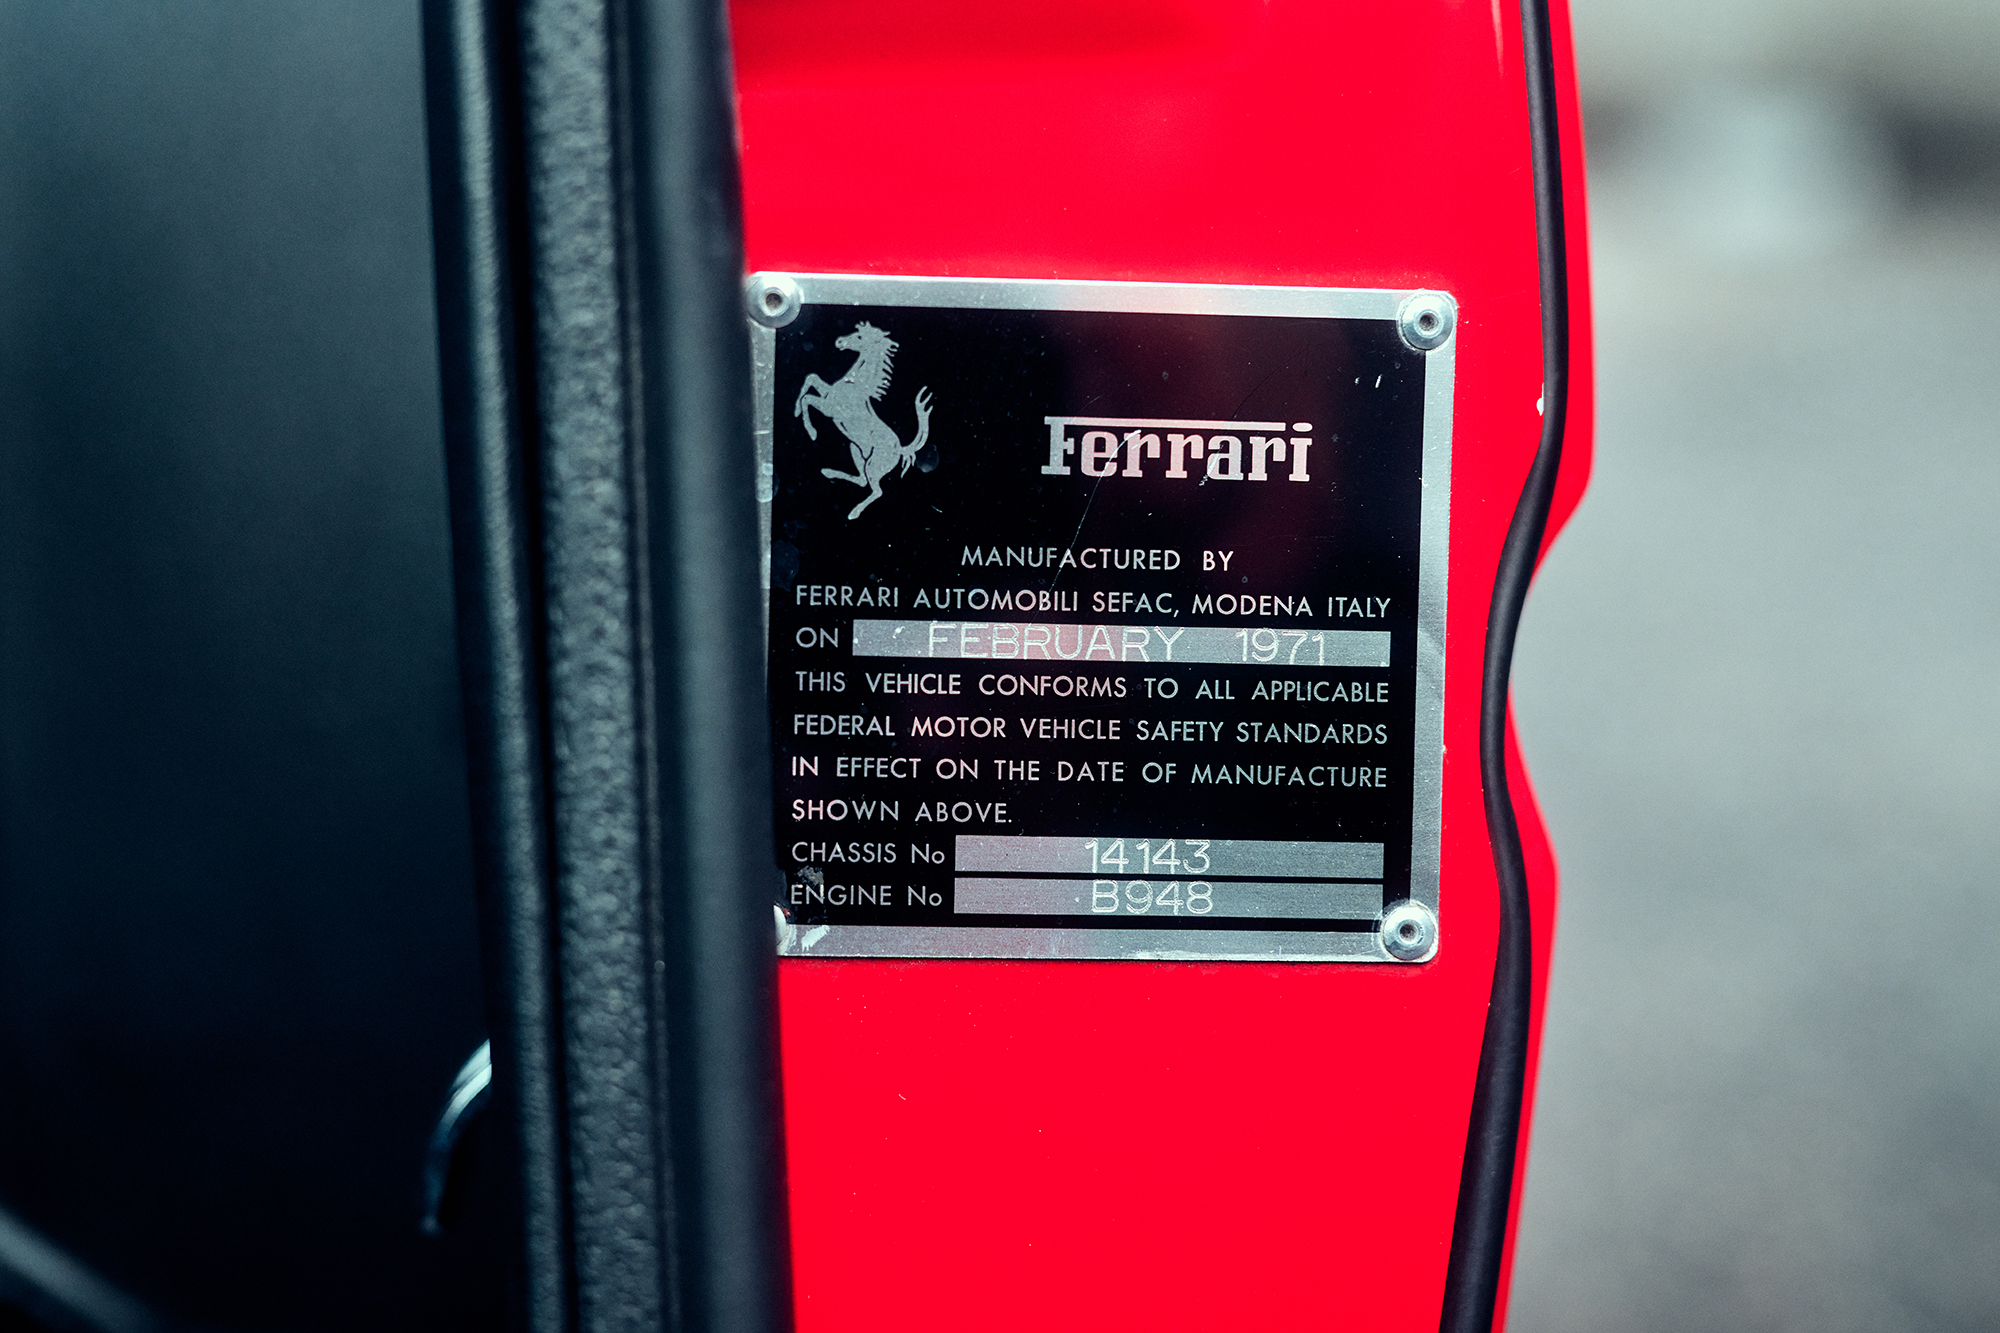 Ferrari
MANUFACTURED BY
FERRARI AUTOMOBILI SEFAC, MODENA ITALY
ON FEBRUARY 1971
THIS VEHICLE CONFORMS TO ALL APPLICABLE
FEDERAL MOTOR VEHICLE SAFETY STANDARDS
IN EFFECT ON THE DATE OF MANUFACTURE
SHOWN ABOVE.
CHASSIS No 14143
ENGINE No B948